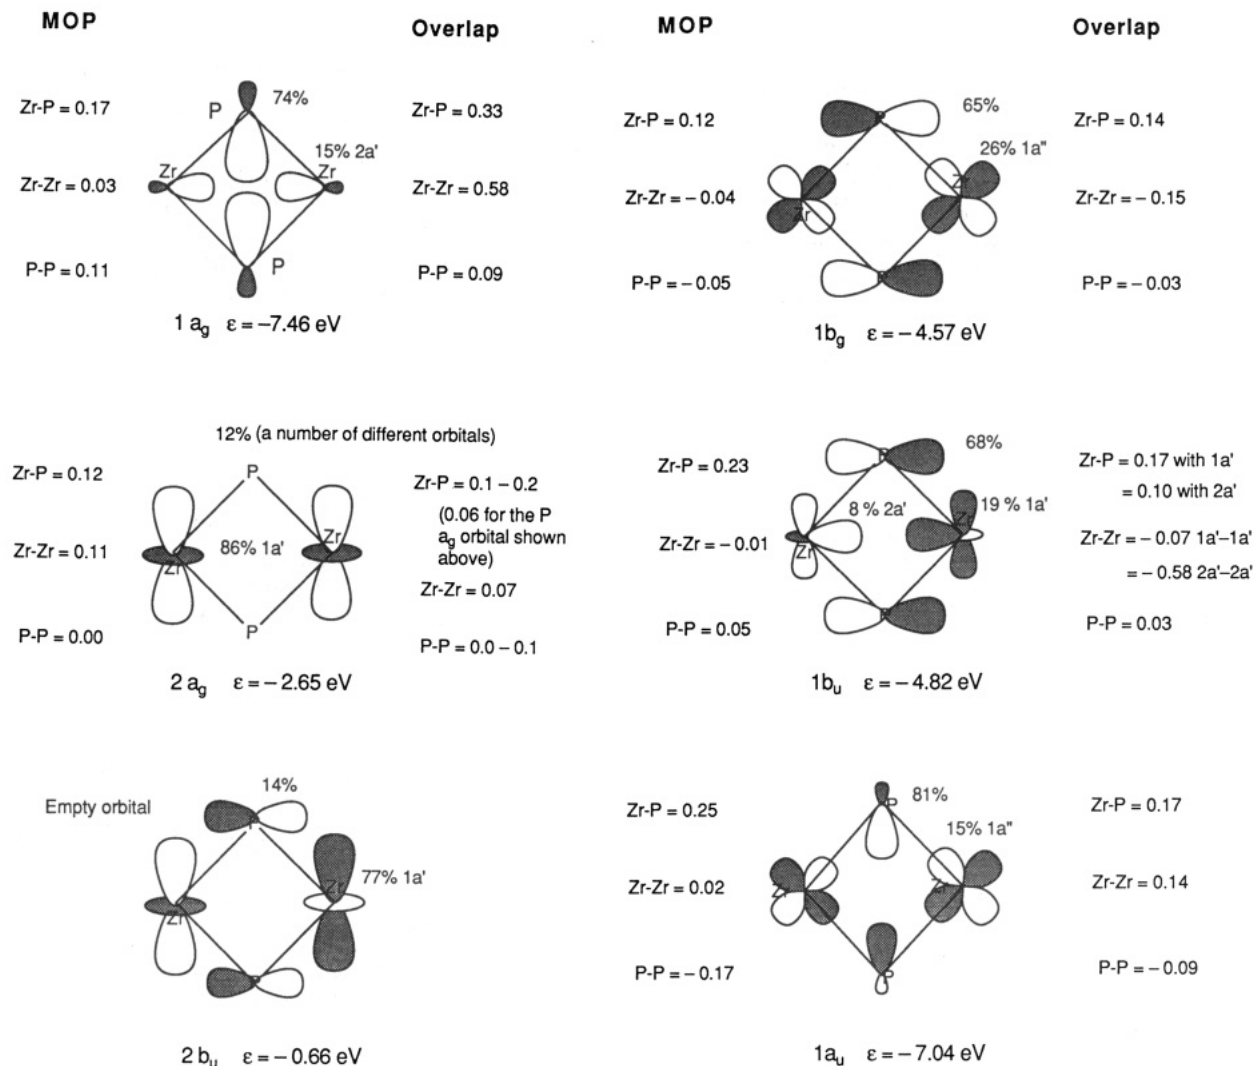 MOP
Overlap
MOP
Overlap
Zr-P = 0.17
P
74%
Zr-P = 0.33
15% 2a'
Zr
Zr
Zr-Zr = 0.03
Zr-Zr = 0.58
P-P = 0.11
P
P-P = 0.09
1 ag ε = −7.46 eV
Zr-P = 0.12
P
65%
Zr-P = 0.14
26% 1a"
Zr
Zr
Zr-Zr = − 0.04
Zr-Zr = − 0.15
P-P = − 0.05
P
P-P = − 0.03
1bg ε = − 4.57 eV
12% (a number of different orbitals)
Zr-P = 0.12
P
Zr-P = 0.1 – 0.2
(0.06 for the P
ag orbital shown
above)
Zr-Zr = 0.11
86% 1a'
Zr
Zr
Zr-Zr = 0.07
P-P = 0.00
P
P-P = 0.0 – 0.1
2 ag ε = − 2.65 eV
Zr-P = 0.23
P
68%
Zr-P = 0.17 with 1a'
= 0.10 with 2a'
8 % 2a'
19 % 1a'
Zr
Zr
Zr-Zr = − 0.01
Zr-Zr = − 0.07 1a'–1a'
= − 0.58 2a'–2a'
P-P = 0.05
P
P-P = 0.03
1bu ε = − 4.82 eV
Empty orbital
14%
P
77% 1a'
Zr
Zr
P
2 bu ε = − 0.66 eV
Zr-P = 0.25
P
81%
Zr-P = 0.17
15% 1a"
Zr
Zr
Zr-Zr = 0.02
Zr-Zr = 0.14
P-P = − 0.17
P
P-P = − 0.09
1au ε = −7.04 eV